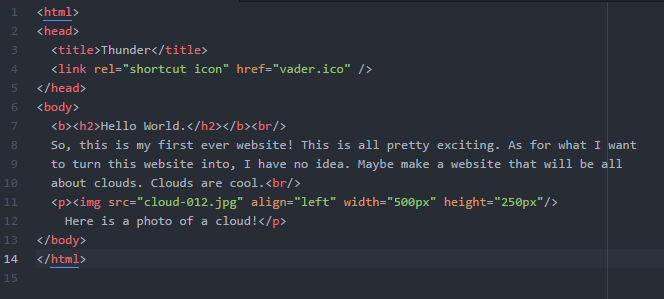 1 <html>
2 <head>
3   <title>Thunder</title>
4   <link rel="shortcut icon" href="vader.ico" />
5 </head>
6 <body>
7   <b><h2>Hello World.</h2></b><br/>
8   So, this is my first ever website! This is all pretty exciting. As for what I want
9   to turn this website into, I have no idea. Maybe make a website that will be all
10   about clouds. Clouds are cool.<br/>
11   <p><img src="cloud-012.jpg" align="left" width="500px" height="250px"/>
12     Here is a photo of a cloud!</p>
13 </body>
14 </html>
15